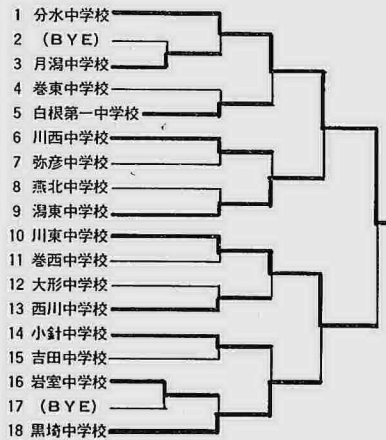 1 分水中学校
2 (BYE)
3 月潟中学校
4 巻東中学校
5 白根第一中学校
6 川西中学校
7 弥彦中学校
8 燕北中学校
9 潟東中学校
10 川東中学校
11 巻西中学校
12 大形中学校
13 西川中学校
14 小針中学校
15 吉田中学校
16 岩室中学校
17 (BYE)
18 黒埼中学校